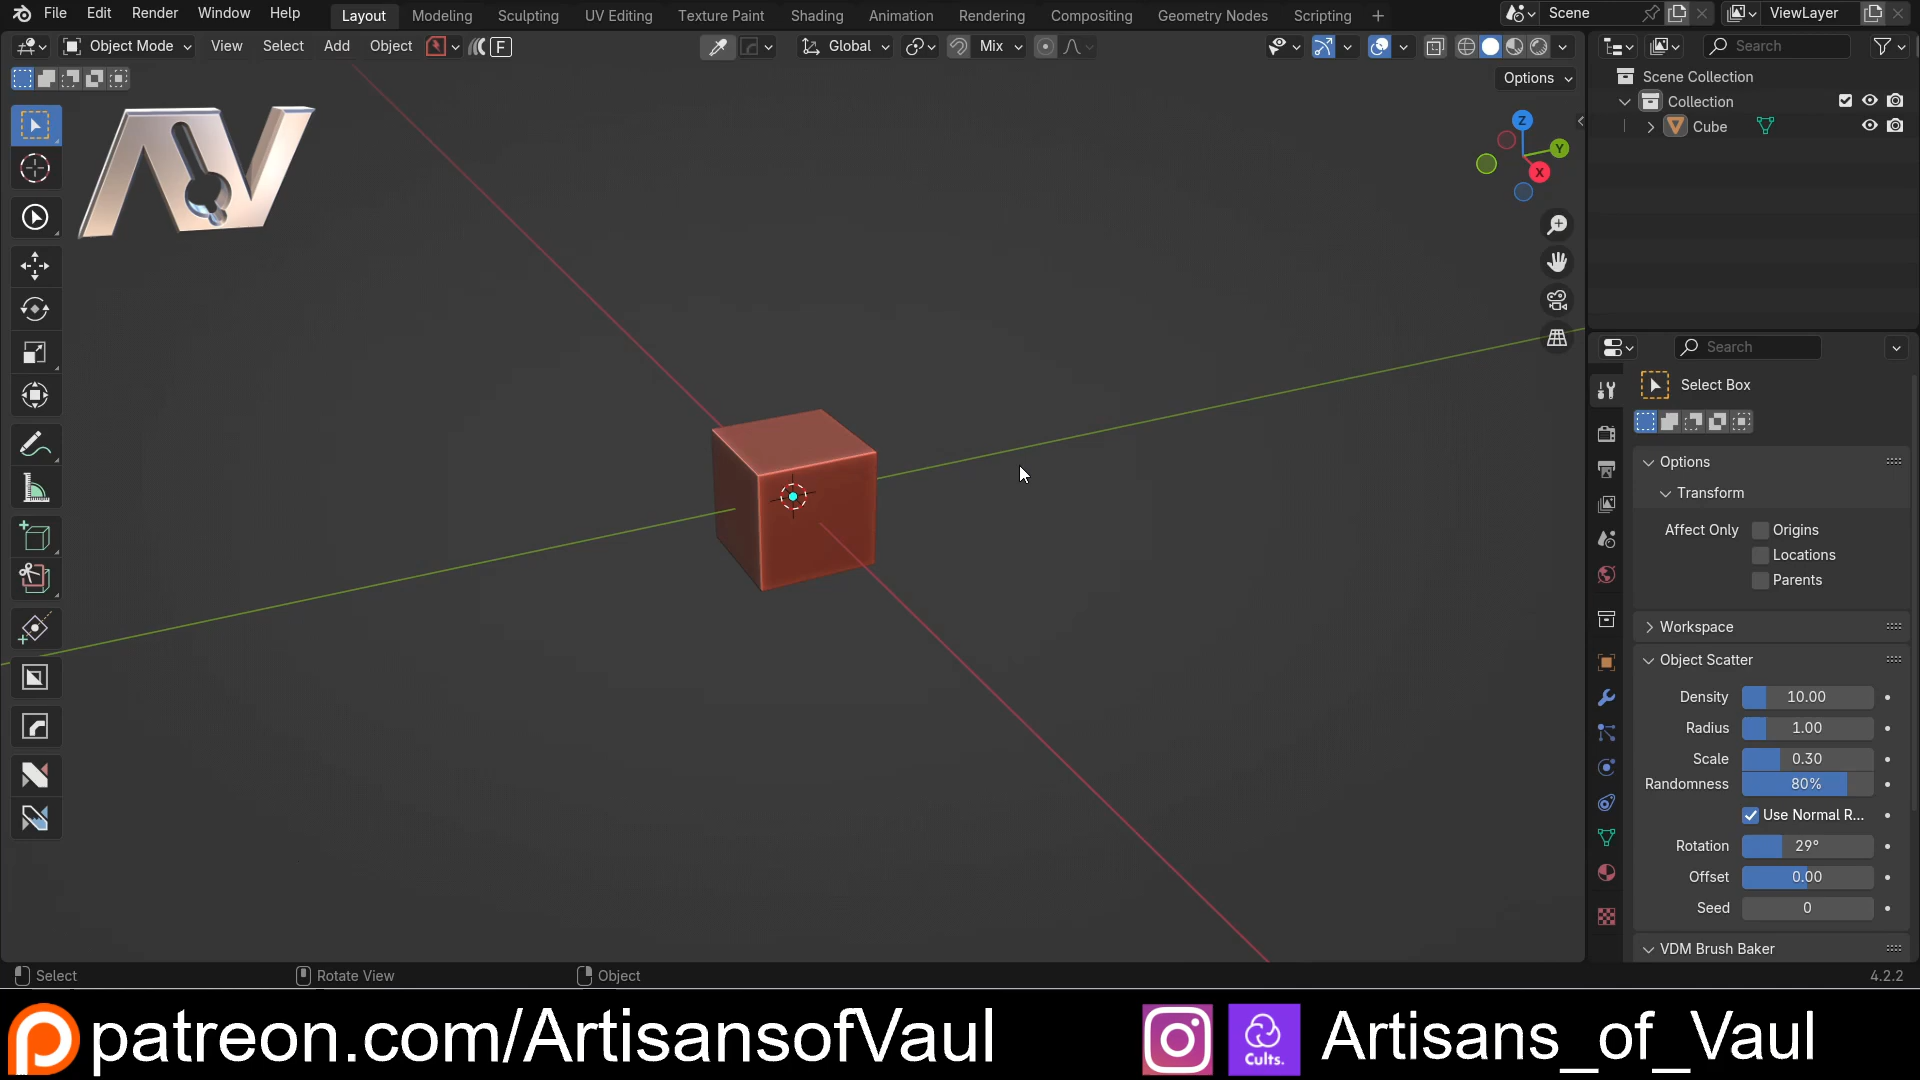 File Edit Render Window Help Layout Modeling Sculpting UV Editing Texture Paint Shading Animation Rendering Compositing Geometry Nodes Scripting + Scene ViewLayer
Object Mode View Select Add Object F Global Mix Search
Options
Scene Collection
Collection
Cube
Z
Y
X
AV
Search
Select Box
Options
Transform
Affect Only Origins
Locations
Parents
Workspace
Object Scatter
Density 10.00
Radius 1.00
Scale 0.30
Randomness 80%
Use Normal R...
Rotation 29°
Offset 0.00
Seed 0
VDM Brush Baker
Select Rotate View Object 4.2.2
patreon.com/ArtisansofVaul Cults. Artisans_of_Vaul